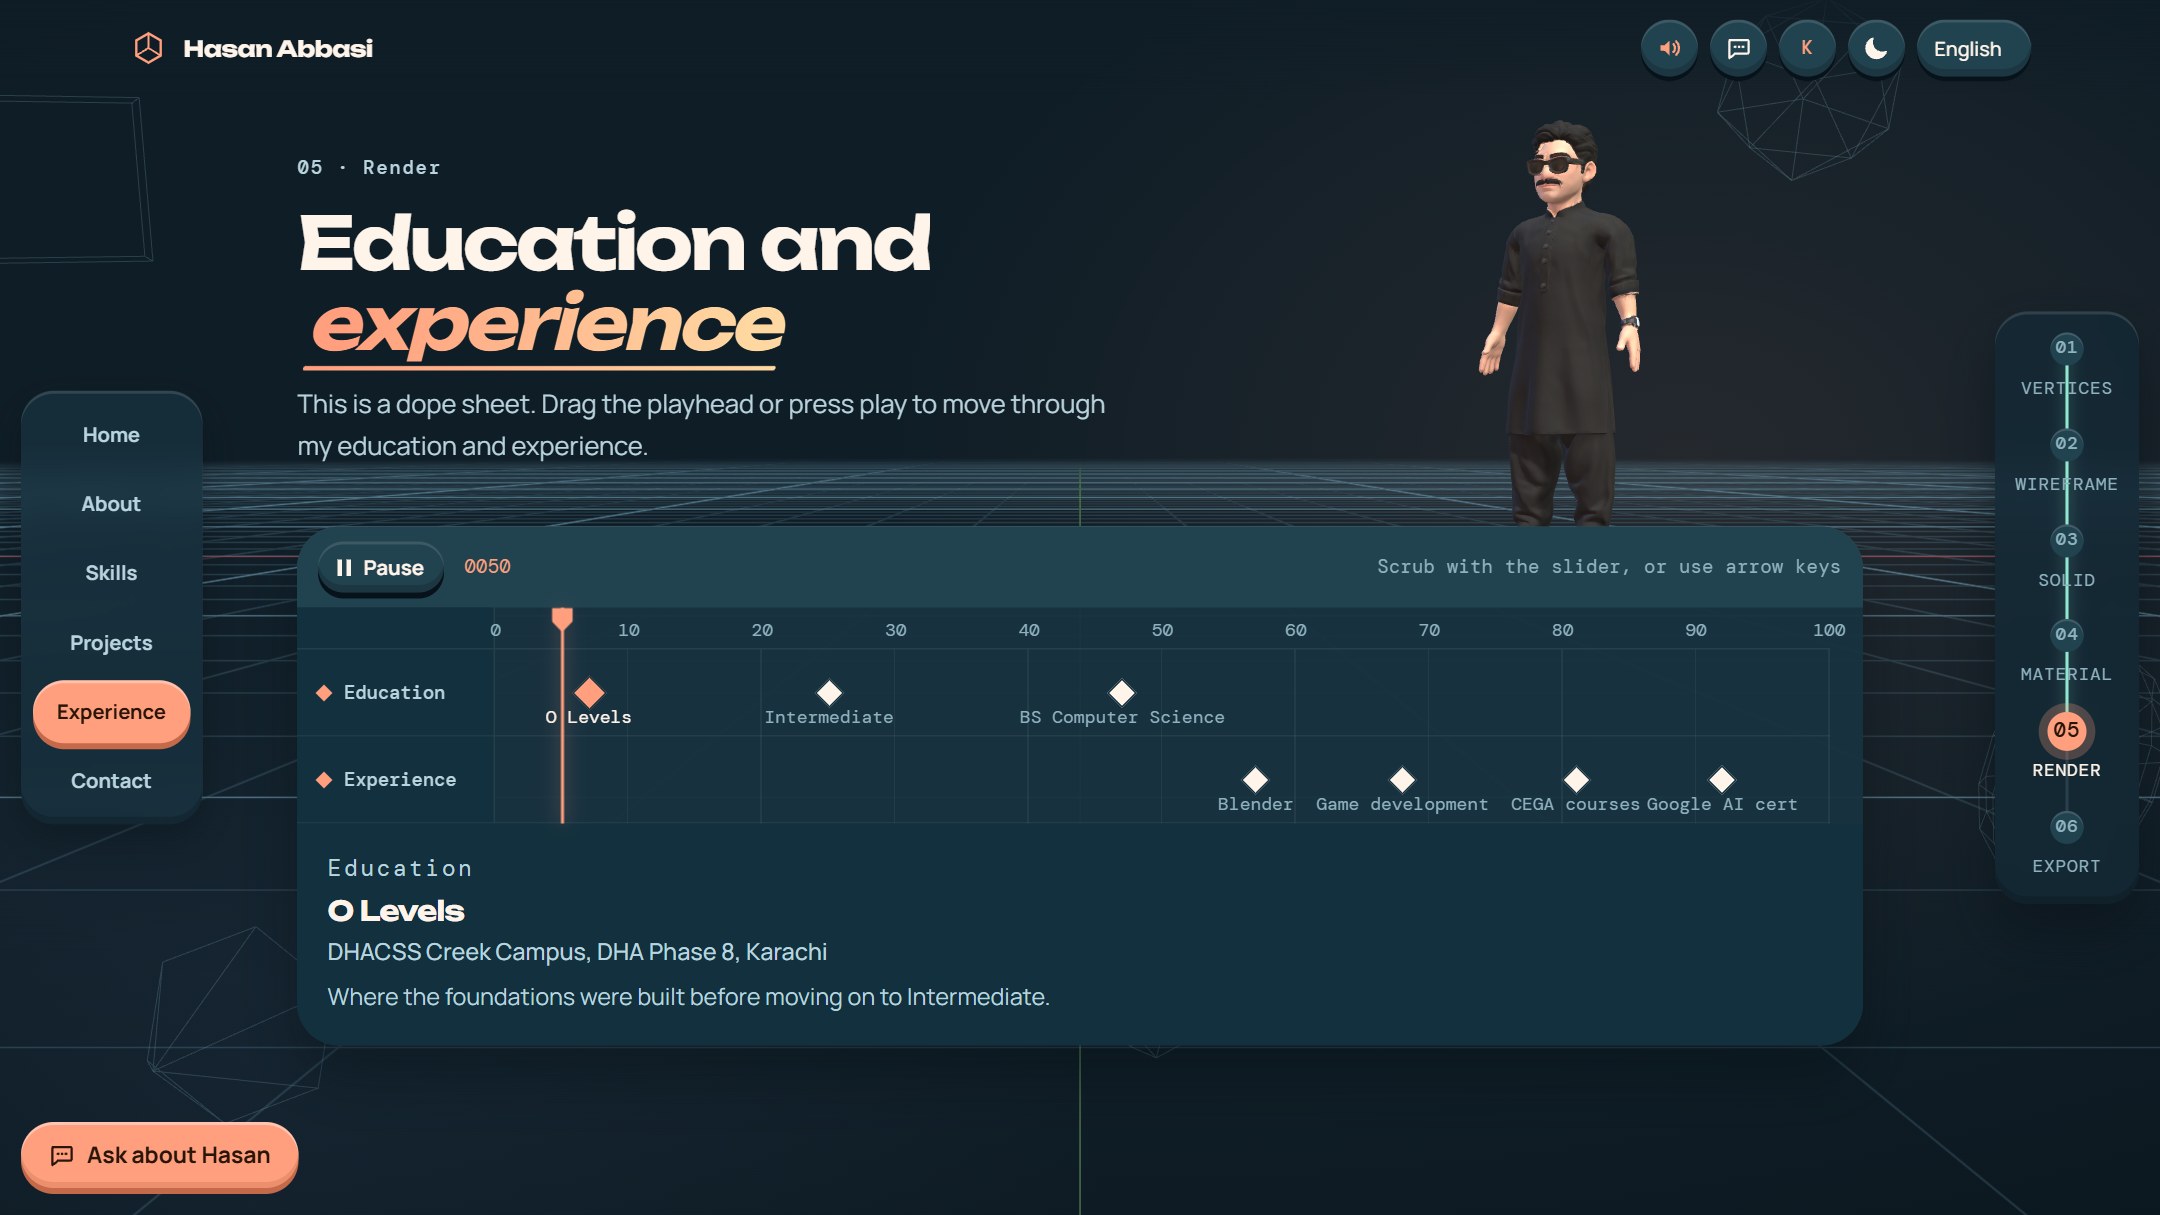 Hasan Abbasi
K
English
05 · Render
Education and
experience
This is a dope sheet. Drag the playhead or press play to move through
my education and experience.
Home
About
Skills
Projects
Experience
Contact
Pause
0050
Scrub with the slider, or use arrow keys
0 10 20 30 40 50 60 70 80 90 100
Education
O Levels
Intermediate
BS Computer Science
Experience
Blender
Game development
CEGA courses
Google AI cert
Education
O Levels
DHACSS Creek Campus, DHA Phase 8, Karachi
Where the foundations were built before moving on to Intermediate.
01
VERTICES
02
WIREFRAME
03
SOLID
04
MATERIAL
05
RENDER
06
EXPORT
Ask about Hasan